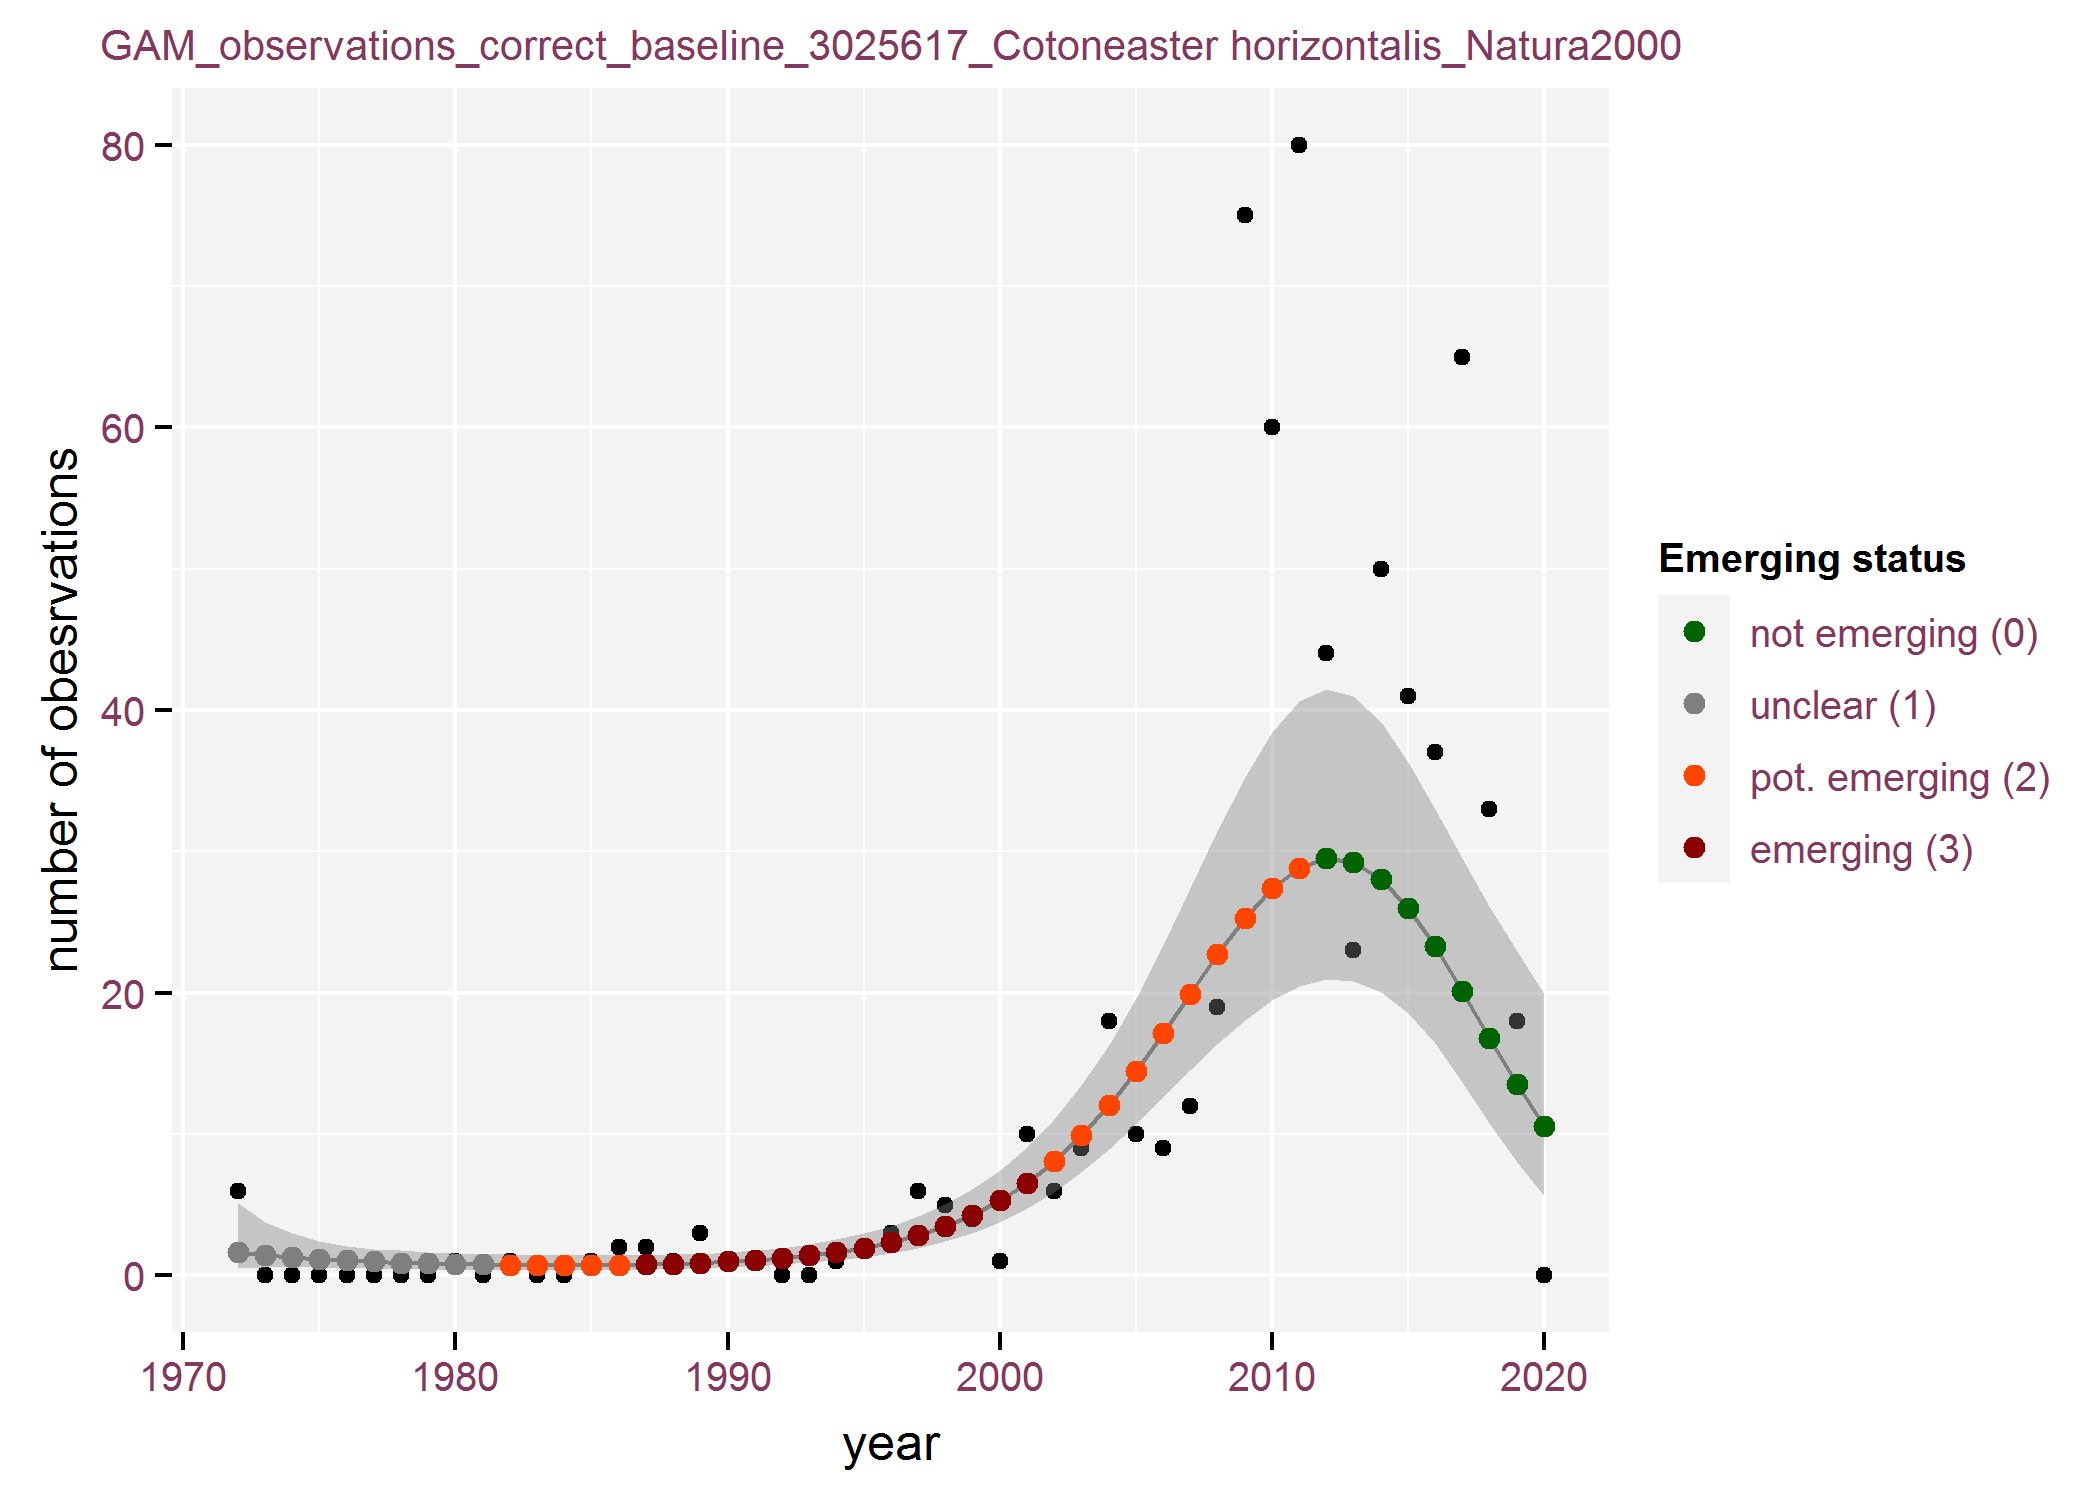 GAM_observations_correct_baseline_3025617_Cotoneaster horizontalis_Natura2000
80
60
40
20
0
number of obesrvations
1970 1980 1990 2000 2010 2020
year
Emerging status
not emerging (0)
unclear (1)
pot. emerging (2)
emerging (3)